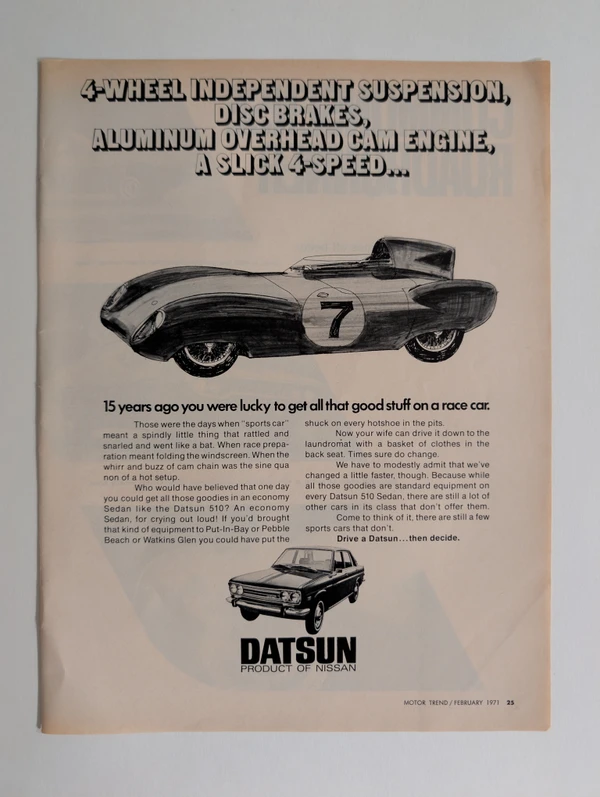 4-WHEEL INDEPENDENT SUSPENSION,
DISC BRAKES,
ALUMINUM OVERHEAD CAM ENGINE,
A SLICK 4-SPEED...
7
15 years ago you were lucky to get all that good stuff on a race car.
Those were the days when "sports car"
meant a spindly little thing that rattled and
snarled and went like a bat. When race prepa-
ration meant folding the windscreen. When the
whirr and buzz of cam chain was the sine qua
non of a hot setup.
Who would have believed that one day
you could get all those goodies in an economy
Sedan like the Datsun 510? An economy
Sedan, for crying out loud! If you'd brought
that kind of equipment to Put-In-Bay or Pebble
Beach or Watkins Glen you could have put the
shuck on every hotshoe in the pits.
Now your wife can drive it down to the
laundromat with a basket of clothes in the
back seat. Times sure do change.
We have to modestly admit that we've
changed a little faster, though. Because while
all those goodies are standard equipment on
every Datsun 510 Sedan, there are still a lot of
other cars in its class that don't offer them.
Come to think of it, there are still a few
sports cars that don't.
Drive a Datsun...then decide.
DATSUN
PRODUCT OF NISSAN
MOTOR TREND/FEBRUARY 1971 25